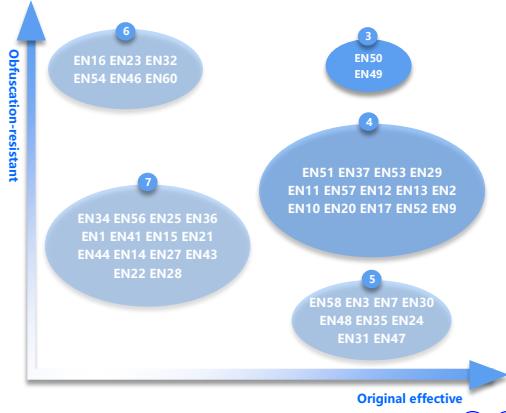 6
EN16 EN23 EN32
EN54 EN46 EN60
3
EN50
EN49
Obfuscation-resistant
4
EN51 EN37 EN53 EN29
EN11 EN57 EN12 EN13 EN2
EN10 EN20 EN17 EN52 EN9
7
EN34 EN56 EN25 EN36
EN1 EN41 EN15 EN21
EN44 EN14 EN27 EN43
EN22 EN28
5
EN58 EN3 EN7 EN30
EN48 EN35 EN24
EN31 EN47
Original effective